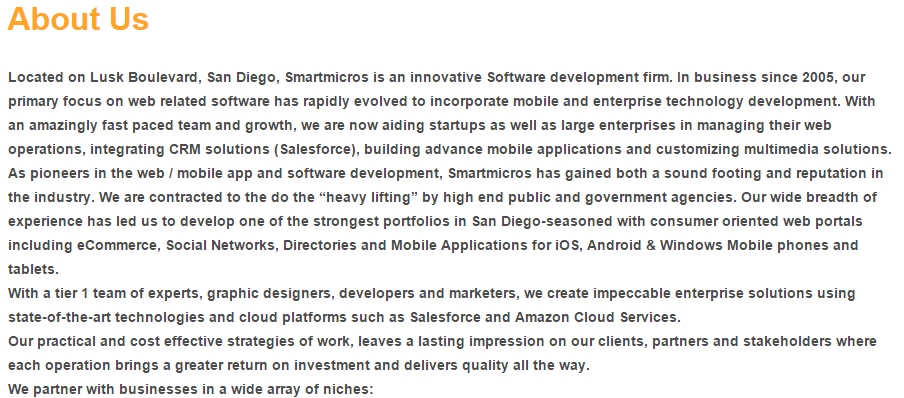 About Us
Located on Lusk Boulevard, San Diego, Smartmicros is an innovative Software development firm. In business since 2005, our
primary focus on web related software has rapidly evolved to incorporate mobile and enterprise technology development. With
an amazingly fast paced team and growth, we are now aiding startups as well as large enterprises in managing their web
operations, integrating CRM solutions (Salesforce), building advance mobile applications and customizing multimedia solutions.
As pioneers in the web / mobile app and software development, Smartmicros has gained both a sound footing and reputation in
the industry. We are contracted to the do the “heavy lifting” by high end public and government agencies. Our wide breadth of
experience has led us to develop one of the strongest portfolios in San Diego-seasoned with consumer oriented web portals
including eCommerce, Social Networks, Directories and Mobile Applications for iOS, Android & Windows Mobile phones and
tablets.
With a tier 1 team of experts, graphic designers, developers and marketers, we create impeccable enterprise solutions using
state-of-the-art technologies and cloud platforms such as Salesforce and Amazon Cloud Services.
Our practical and cost effective strategies of work, leaves a lasting impression on our clients, partners and stakeholders where
each operation brings a greater return on investment and delivers quality all the way.
We partner with businesses in a wide array of niches: